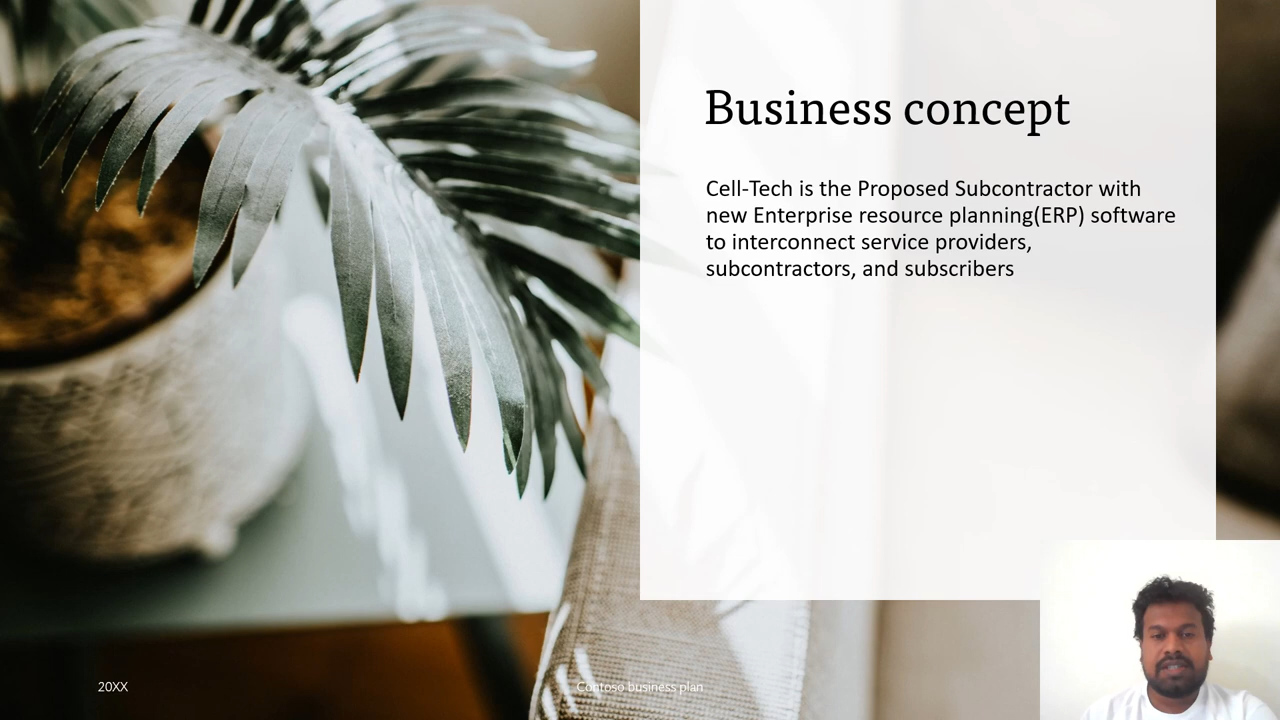 Business concept
Cell-Tech is the Proposed Subcontractor with
new Enterprise resource planning(ERP) software
to interconnect service providers,
subcontractors, and subscribers
20XX
Contoso business plan